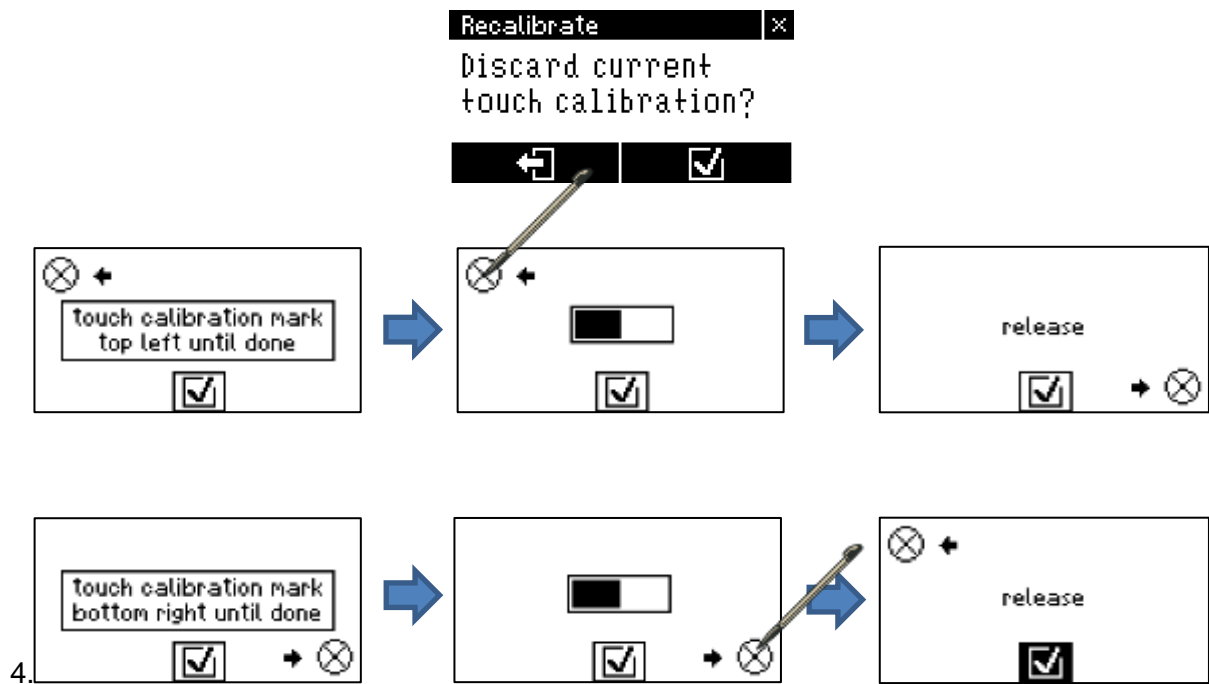 Recalibrate
Discard current
touch calibration?
touch calibration mark
top left until done
release
touch calibration mark
bottom right until done
release
4.